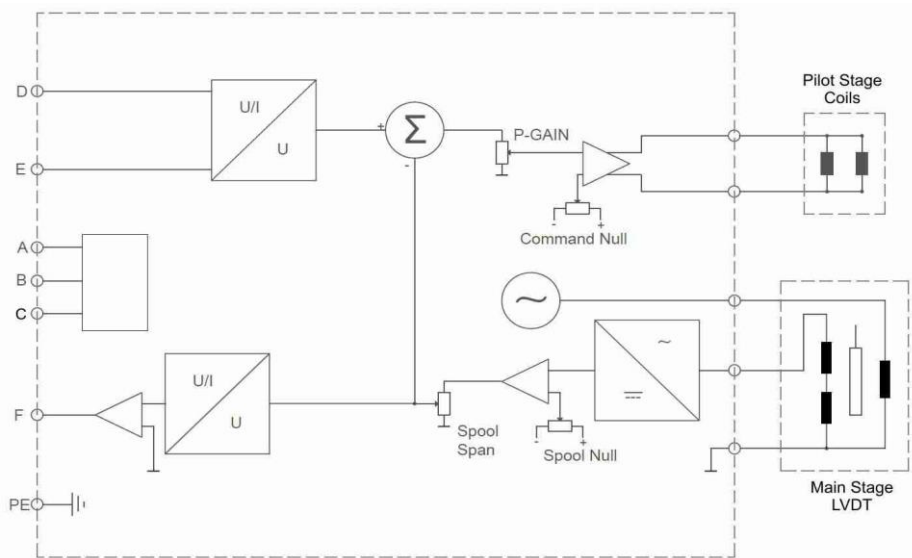 Pilot Stage
Coils
D
U/I
U
+
Σ
-
P-GAIN
E
-
+
Command Null
A
B
C
~
U/I
U
~
F
Spool
Span
-
+
Spool Null
PE
Main Stage
LVDT